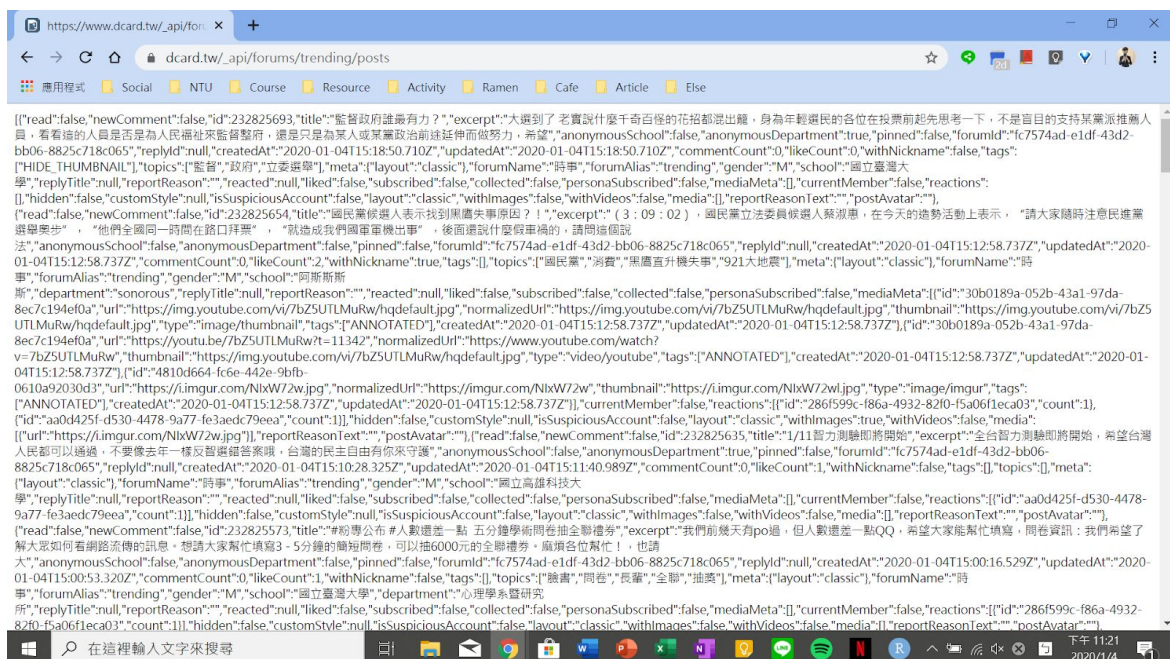 https://www.dcard.tw/_api/foru
dcard.tw/_api/forums/trending/posts
2d
應用程式 Social NTU Course Resource Activity Ramen Cafe Article Else
[{"read":false,"newComment":false,"id":232825693,"title":"監督政府誰最有力？","excerpt":"大選到了 老實說什麼千奇百怪的花招都混出籠，身為年輕選民的各位在投票前起先思考一下，不是盲目的支持某黨派推薦人
員，看看這的人員是否是為人民福祉來監督整府，還是只是為某人或某黨政治前途延伸而做努力，希望","anonymousSchool":false,"anonymousDepartment":true,"pinned":false,"forumId":"fc7574ad-e1df-43d2-
bb06-8825c718c065","replyId":null,"createdAt":"2020-01-04T15:18:50.710Z","updatedAt":"2020-01-04T15:18:50.710Z","commentCount":0,"likeCount":0,"withNickname":false,"tags":
["HIDE_THUMBNAIL"],"topics":["監督","政府","立委選舉"],"meta":{"layout":"classic"},"forumName":"時事","forumAlias":"trending","gender":"M","school":"國立臺灣大
學","replyTitle":null,"reportReason":"","reacted":null,"liked":false,"subscribed":false,"collected":false,"personaSubscribed":false,"mediaMeta":[],"currentMember":false,"reactions":
[],"hidden":false,"customStyle":null,"isSuspiciousAccount":false,"layout":"classic","withImages":false,"withVideos":false,"media":[],"reportReasonText":"","postAvatar":""},
{"read":false,"newComment":false,"id":232825654,"title":"國民黨候選人表示找到黑鷹失事原因？！","excerpt":"（3：09：02），國民黨立法委員候選人蔡淑惠，在今天的造勢活動上表示， “請大家隨時注意民進黨
選舉奧步” ， “他們全國同一時間在路口拜票” ， “就造成我們國軍軍機出事” ，後面還說什麼假車禍的，請問這個說
法","anonymousSchool":false,"anonymousDepartment":false,"pinned":false,"forumId":"fc7574ad-e1df-43d2-bb06-8825c718c065","replyId":null,"createdAt":"2020-01-04T15:12:58.737Z","updatedAt":"2020-
01-04T15:12:58.737Z","commentCount":0,"likeCount":2,"withNickname":true,"tags":[],"topics":["國民黨","消費","黑鷹直升機失事","921大地震"],"meta":{"layout":"classic"},"forumName":"時
事","forumAlias":"trending","gender":"M","school":"阿斯斯斯
斯","department":"sonorous","replyTitle":null,"reportReason":"","reacted":null,"liked":false,"subscribed":false,"collected":false,"personaSubscribed":false,"mediaMeta":[{"id":"30b0189a-052b-43a1-97da-
8ec7c194ef0a","url":"https://img.youtube.com/vi/7bZ5UTLMuRw/hqdefault.jpg","normalizedUrl":"https://img.youtube.com/vi/7bZ5UTLMuRw/hqdefault.jpg","thumbnail":"https://img.youtube.com/vi/7bZ5
UTLMuRw/hqdefault.jpg","type":"image/thumbnail","tags":["ANNOTATED"],"createdAt":"2020-01-04T15:12:58.737Z","updatedAt":"2020-01-04T15:12:58.737Z"},{"id":"30b0189a-052b-43a1-97da-
8ec7c194ef0a","url":"https://youtu.be/7bZ5UTLMuRw?t=11342","normalizedUrl":"https://www.youtube.com/watch?
v=7bZ5UTLMuRw","thumbnail":"https://img.youtube.com/vi/7bZ5UTLMuRw/hqdefault.jpg","type":"video/youtube","tags":["ANNOTATED"],"createdAt":"2020-01-04T15:12:58.737Z","updatedAt":"2020-01-
04T15:12:58.737Z"},{"id":"4810d664-fc6e-442e-9bfb-
0610a92030d3","url":"https://i.imgur.com/NIxW72w.jpg","normalizedUrl":"https://imgur.com/NIxW72w","thumbnail":"https://i.imgur.com/NIxW72wl.jpg","type":"image/imgur","tags":
["ANNOTATED"],"createdAt":"2020-01-04T15:12:58.737Z","updatedAt":"2020-01-04T15:12:58.737Z"}],"currentMember":false,"reactions":[{"id":"286f599c-f86a-4932-82f0-f5a06f1eca03","count":1},
{"id":"aa0d425f-d530-4478-9a77-fe3aedc79eea","count":1}],"hidden":false,"customStyle":null,"isSuspiciousAccount":false,"layout":"classic","withImages":true,"withVideos":false,"media":
[{"url":"https://i.imgur.com/NIxW72w.jpg"}],"reportReasonText":"","postAvatar":""},{"read":false,"newComment":false,"id":232825635,"title":"1/11智力測驗即將開始","excerpt":"全台智力測驗即將開始，希望台灣
人民都可以通過，不要像去年一樣反智選錯答案哦，台灣的民主自由有你來守護","anonymousSchool":false,"anonymousDepartment":true,"pinned":false,"forumId":"fc7574ad-e1df-43d2-bb06-
8825c718c065","replyId":null,"createdAt":"2020-01-04T15:10:28.325Z","updatedAt":"2020-01-04T15:11:40.989Z","commentCount":0,"likeCount":1,"withNickname":false,"tags":[],"topics":[],"meta":
{"layout":"classic"},"forumName":"時事","forumAlias":"trending","gender":"M","school":"國立高雄科技大
學","replyTitle":null,"reportReason":"","reacted":null,"liked":false,"subscribed":false,"collected":false,"personaSubscribed":false,"mediaMeta":[],"currentMember":false,"reactions":[{"id":"aa0d425f-d530-4478-
9a77-fe3aedc79eea","count":1}],"hidden":false,"customStyle":null,"isSuspiciousAccount":false,"layout":"classic","withImages":false,"withVideos":false,"media":[],"reportReasonText":"","postAvatar":""},
{"read":false,"newComment":false,"id":232825573,"title":"#粉專公布 #人數還差一點 五分鐘學術問卷抽全聯禮券","excerpt":"我們前幾天有po過，但人數還差一點QQ，希望大家能幫忙填寫，問卷資訊：我們希望了
解大眾如何看網路流傳的訊息。想請大家幫忙填寫3－5分鐘的簡短問卷，可以抽6000元的全聯禮券。麻煩各位幫忙！，也請
大","anonymousSchool":false,"anonymousDepartment":false,"pinned":false,"forumId":"fc7574ad-e1df-43d2-bb06-8825c718c065","replyId":null,"createdAt":"2020-01-04T15:00:16.529Z","updatedAt":"2020-
01-04T15:00:53.320Z","commentCount":0,"likeCount":1,"withNickname":false,"tags":[],"topics":["臉書","問卷","長輩","全聯","抽獎"],"meta":{"layout":"classic"},"forumName":"時
事","forumAlias":"trending","gender":"M","school":"國立臺灣大學","department":"心理學系暨研究
所","replyTitle":null,"reportReason":"","reacted":null,"liked":false,"subscribed":false,"collected":false,"personaSubscribed":false,"mediaMeta":[],"currentMember":false,"reactions":[{"id":"286f599c-f86a-4932-
82f0-f5a06f1eca03","count":1}],"hidden":false,"customStyle":null,"isSuspiciousAccount":false,"layout":"classic","withImages":false,"withVideos":false,"media":[],"reportReasonText":"","postAvatar":""},
在這裡輸入文字來搜尋
下午 11:21
2020/1/4